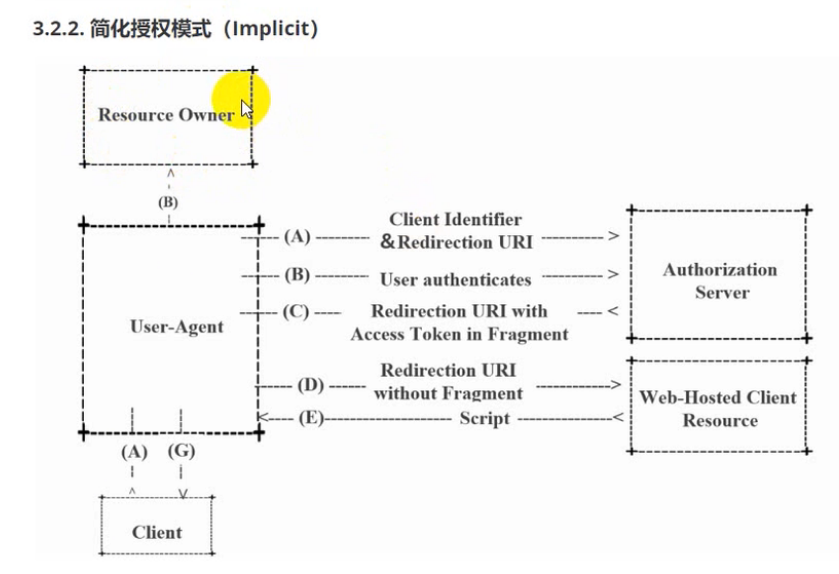 3.2.2. 简化授权模式（Implicit）
Resource Owner
(B)
(A)
Client Identifier
&Redirection URI
(B)
User authenticates
(C)
Redirection URI with
Access Token in Fragment
Authorization
Server
User-Agent
(D)
Redirection URI
without Fragment
(E)
Script
Web-Hosted Client
Resource
(A)
(G)
Client